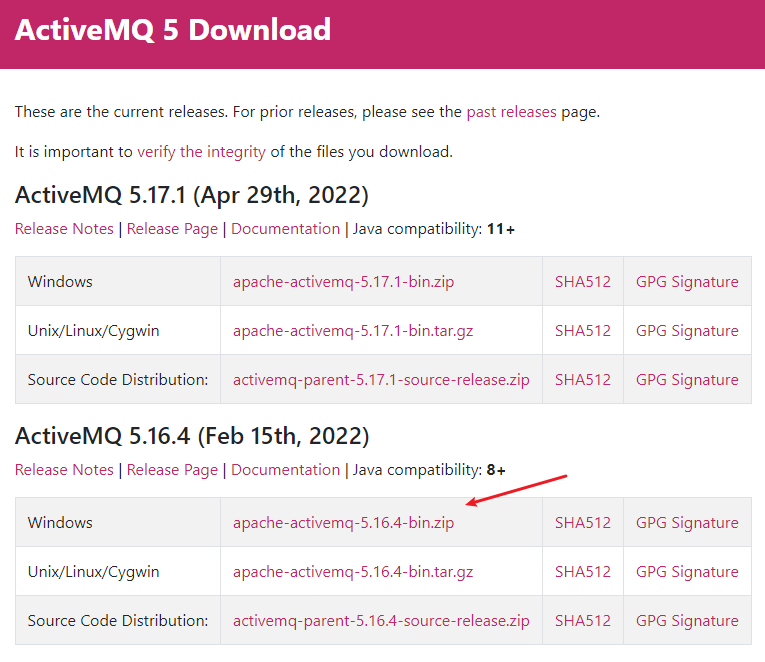 ActiveMQ 5 Download
These are the current releases. For prior releases, please see the past releases page.
It is important to verify the integrity of the files you download.
ActiveMQ 5.17.1 (Apr 29th, 2022)
Release Notes | Release Page | Documentation | Java compatibility: 11+
Windows apache-activemq-5.17.1-bin.zip SHA512 GPG Signature
Unix/Linux/Cygwin apache-activemq-5.17.1-bin.tar.gz SHA512 GPG Signature
Source Code Distribution: activemq-parent-5.17.1-source-release.zip SHA512 GPG Signature
ActiveMQ 5.16.4 (Feb 15th, 2022)
Release Notes | Release Page | Documentation | Java compatibility: 8+
Windows apache-activemq-5.16.4-bin.zip SHA512 GPG Signature
Unix/Linux/Cygwin apache-activemq-5.16.4-bin.tar.gz SHA512 GPG Signature
Source Code Distribution: activemq-parent-5.16.4-source-release.zip SHA512 GPG Signature